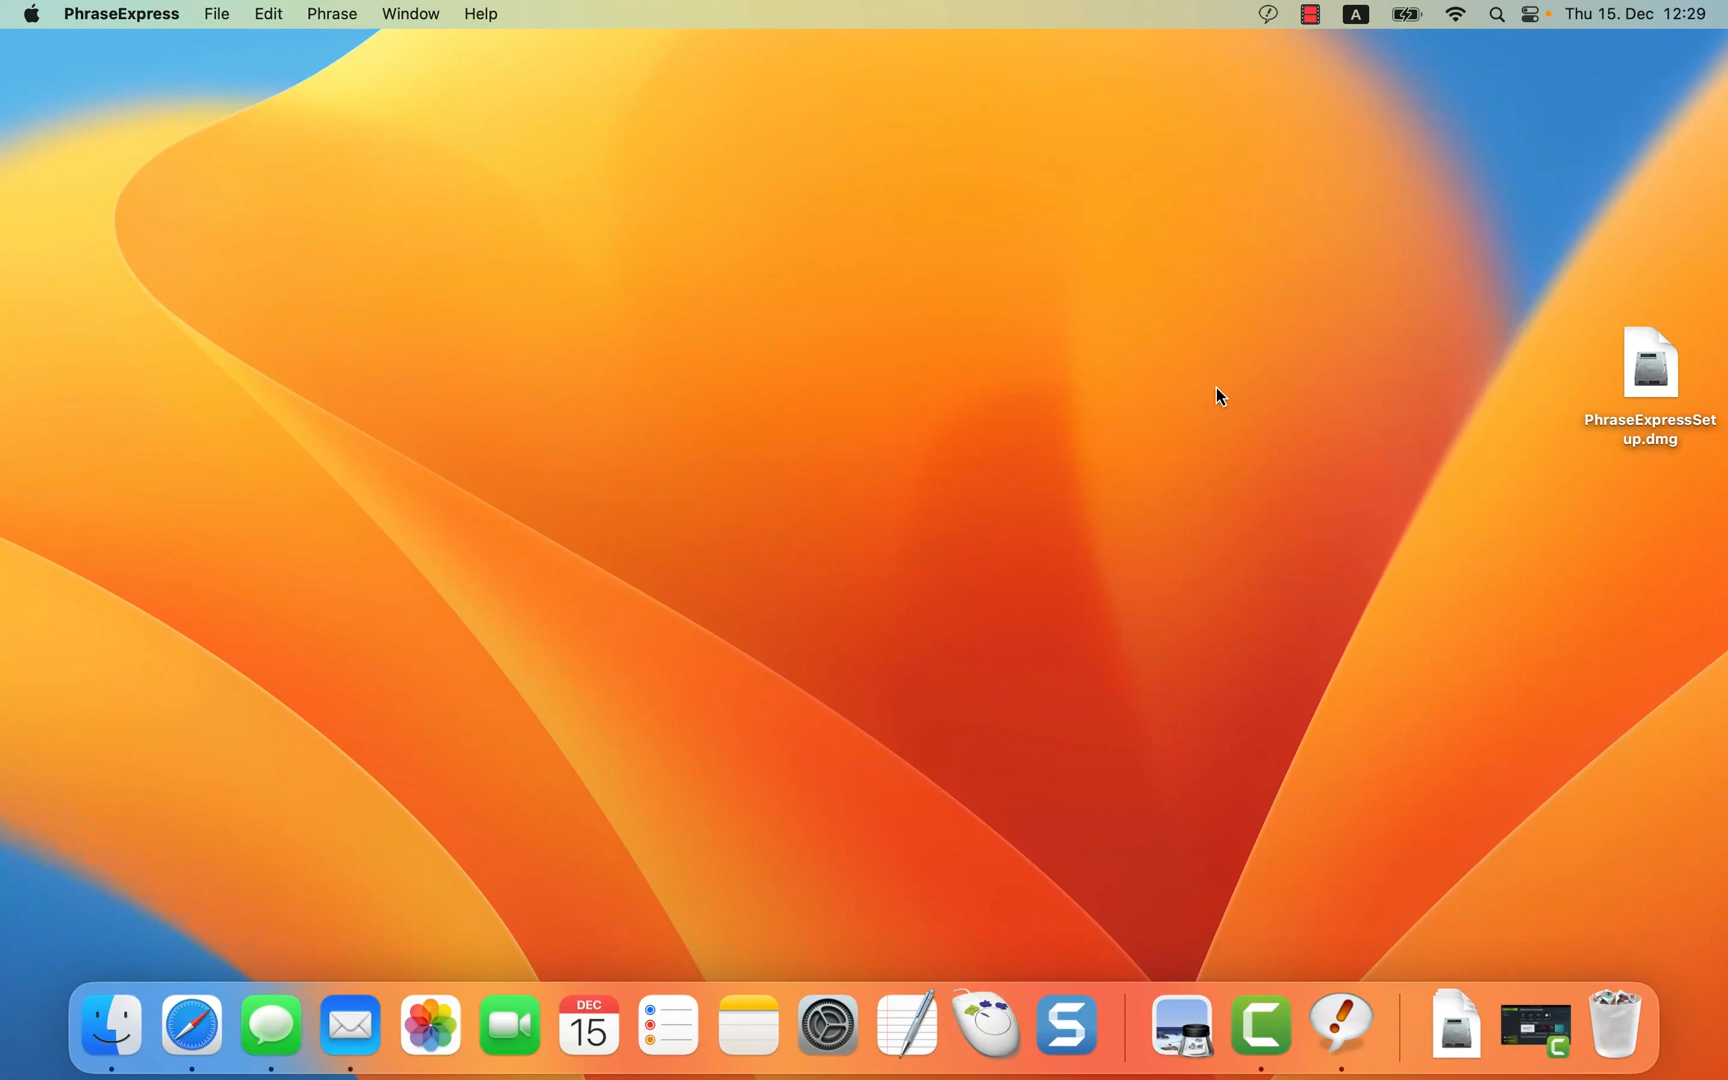 PhraseExpress File Edit Phrase Window Help A Thu 15. Dec 12:29
PhraseExpressSet
up.dmg
DEC
15